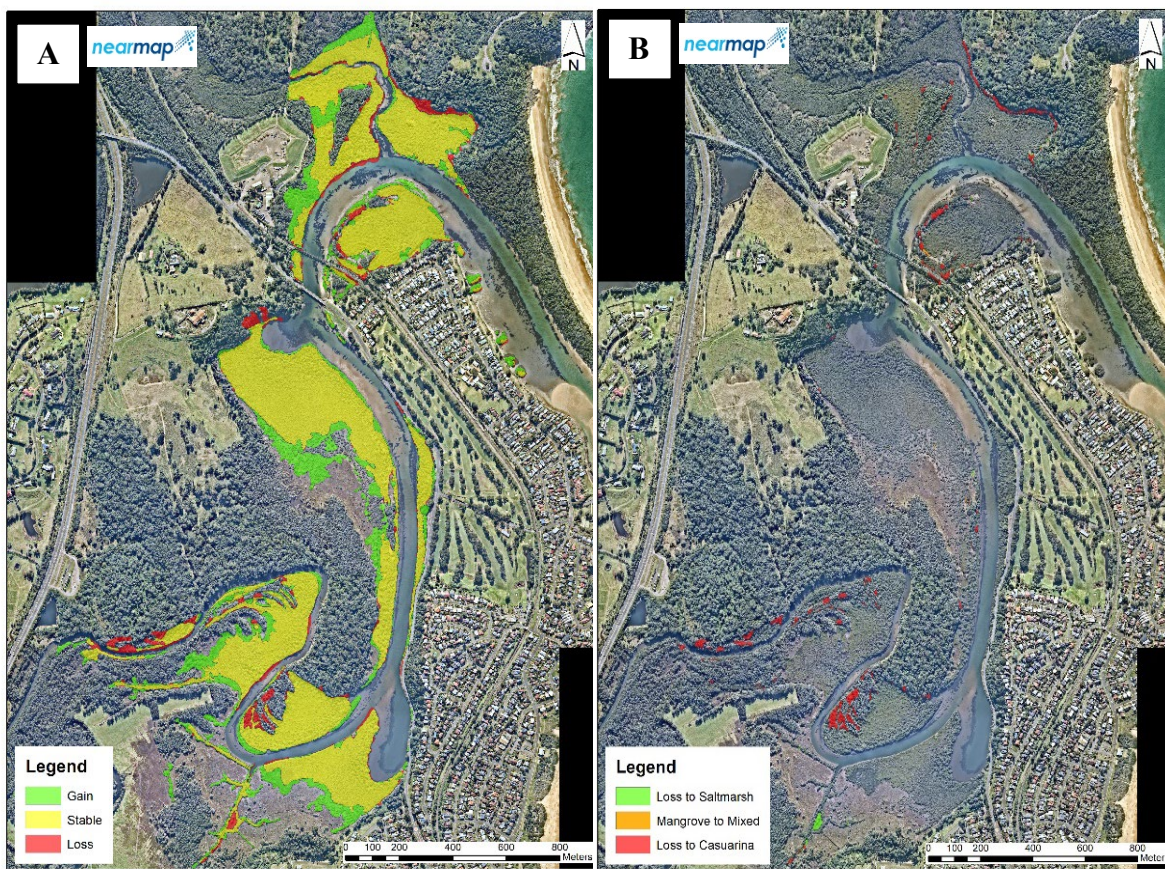 A
nearmap
N
Legend
Gain
Stable
Loss
0 100 200 400 600 800
Meters
B
nearmap
N
Legend
Loss to Saltmarsh
Mangrove to Mixed
Loss to Casuarina
0 100 200 400 600 800
Meters